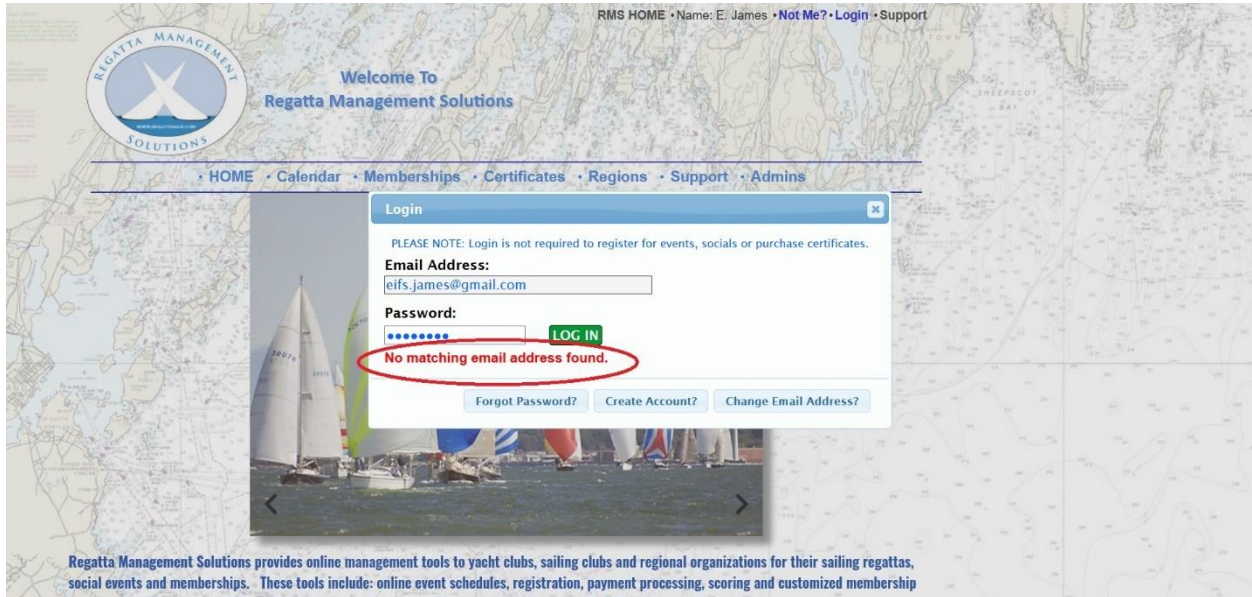 RMS HOME • Name: E. James • Not Me? • Login • Support
REGATTA MANAGEMENT
SOLUTIONS
Welcome To
Regatta Management Solutions
• HOME • Calendar • Memberships • Certificates • Regions • Support • Admins
Login
PLEASE NOTE: Login is not required to register for events, socials or purchase certificates.
Email Address:
eifs.james@gmail.com
Password:
LOG IN
No matching email address found.
Forgot Password? Create Account? Change Email Address?
Regatta Management Solutions provides online management tools to yacht clubs, sailing clubs and regional organizations for their sailing regattas,
social events and memberships. These tools include: online event schedules, registration, payment processing, scoring and customized membership